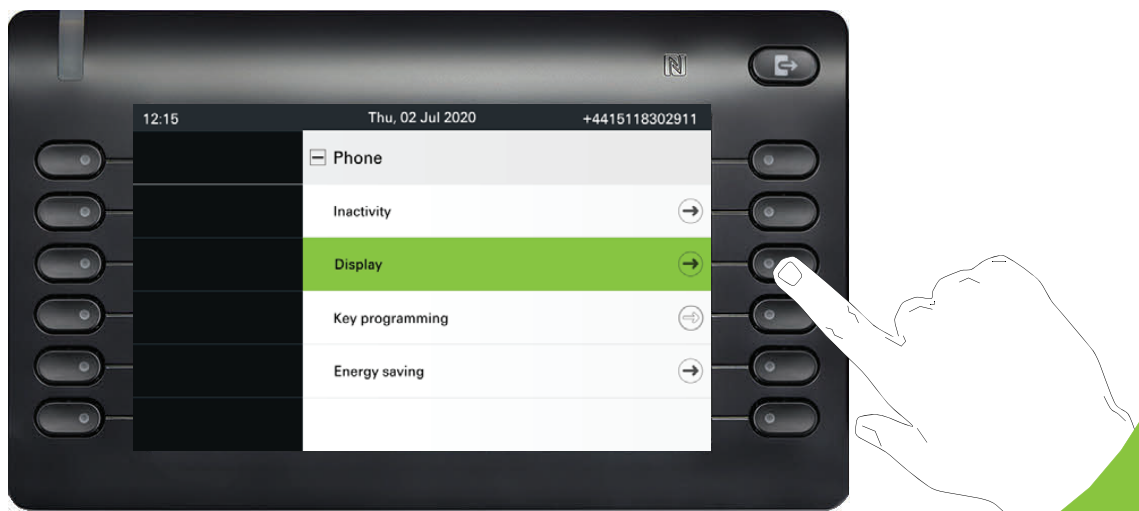 12:15 Thu, 02 Jul 2020 +4415118302911
Phone
Inactivity
Display
Key programming
Energy saving